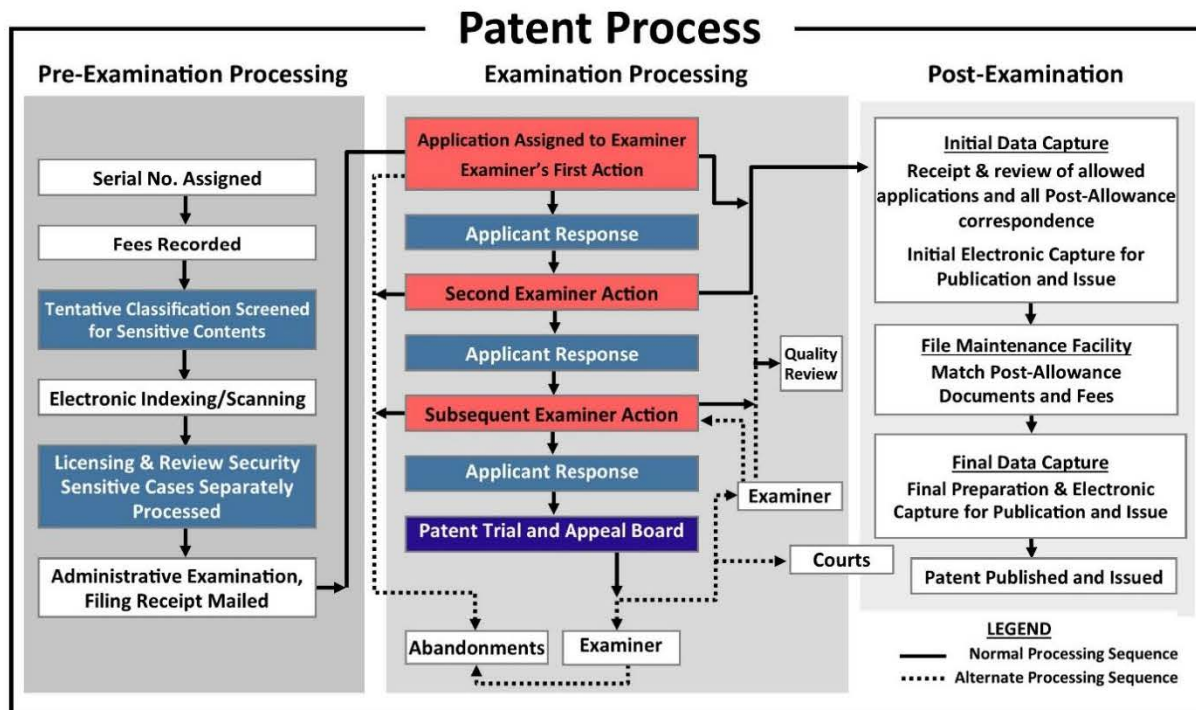 Patent Process
Pre-Examination Processing
Serial No. Assigned
Fees Recorded
Tentative Classification Screened
for Sensitive Contents
Electronic Indexing/Scanning
Licensing & Review Security
Sensitive Cases Separately
Processed
Administrative Examination,
Filing Receipt Mailed
Examination Processing
Application Assigned to Examiner
Examiner's First Action
Applicant Response
Second Examiner Action
Applicant Response
Quality
Review
Subsequent Examiner Action
Applicant Response
Examiner
Patent Trial and Appeal Board
Courts
Abandonments
Examiner
Post-Examination
Initial Data Capture
Receipt & review of allowed
applications and all Post-Allowance
correspondence
Initial Electronic Capture for
Publication and Issue
File Maintenance Facility
Match Post-Allowance
Documents and Fees
Final Data Capture
Final Preparation & Electronic
Capture for Publication and Issue
Patent Published and Issued
LEGEND
Normal Processing Sequence
Alternate Processing Sequence